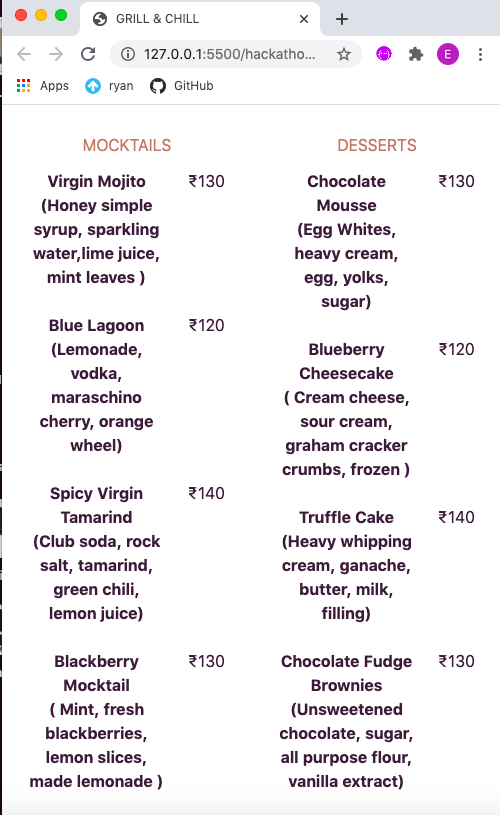 GRILL & CHILL
127.0.0.1:5500/hackatho...
E
Apps
ryan
GitHub
MOCKTAILS
Virgin Mojito ₹130
(Honey simple
syrup, sparkling
water,lime juice,
mint leaves )
Blue Lagoon ₹120
(Lemonade,
vodka,
maraschino
cherry, orange
wheel)
Spicy Virgin ₹140
Tamarind
(Club soda, rock
salt, tamarind,
green chili,
lemon juice)
Blackberry ₹130
Mocktail
( Mint, fresh
blackberries,
lemon slices,
made lemonade )
DESSERTS
Chocolate ₹130
Mousse
(Egg Whites,
heavy cream,
egg, yolks,
sugar)
Blueberry ₹120
Cheesecake
( Cream cheese,
sour cream,
graham cracker
crumbs, frozen )
Truffle Cake ₹140
(Heavy whipping
cream, ganache,
butter, milk,
filling)
Chocolate Fudge ₹130
Brownies
(Unsweetened
chocolate, sugar,
all purpose flour,
vanilla extract)